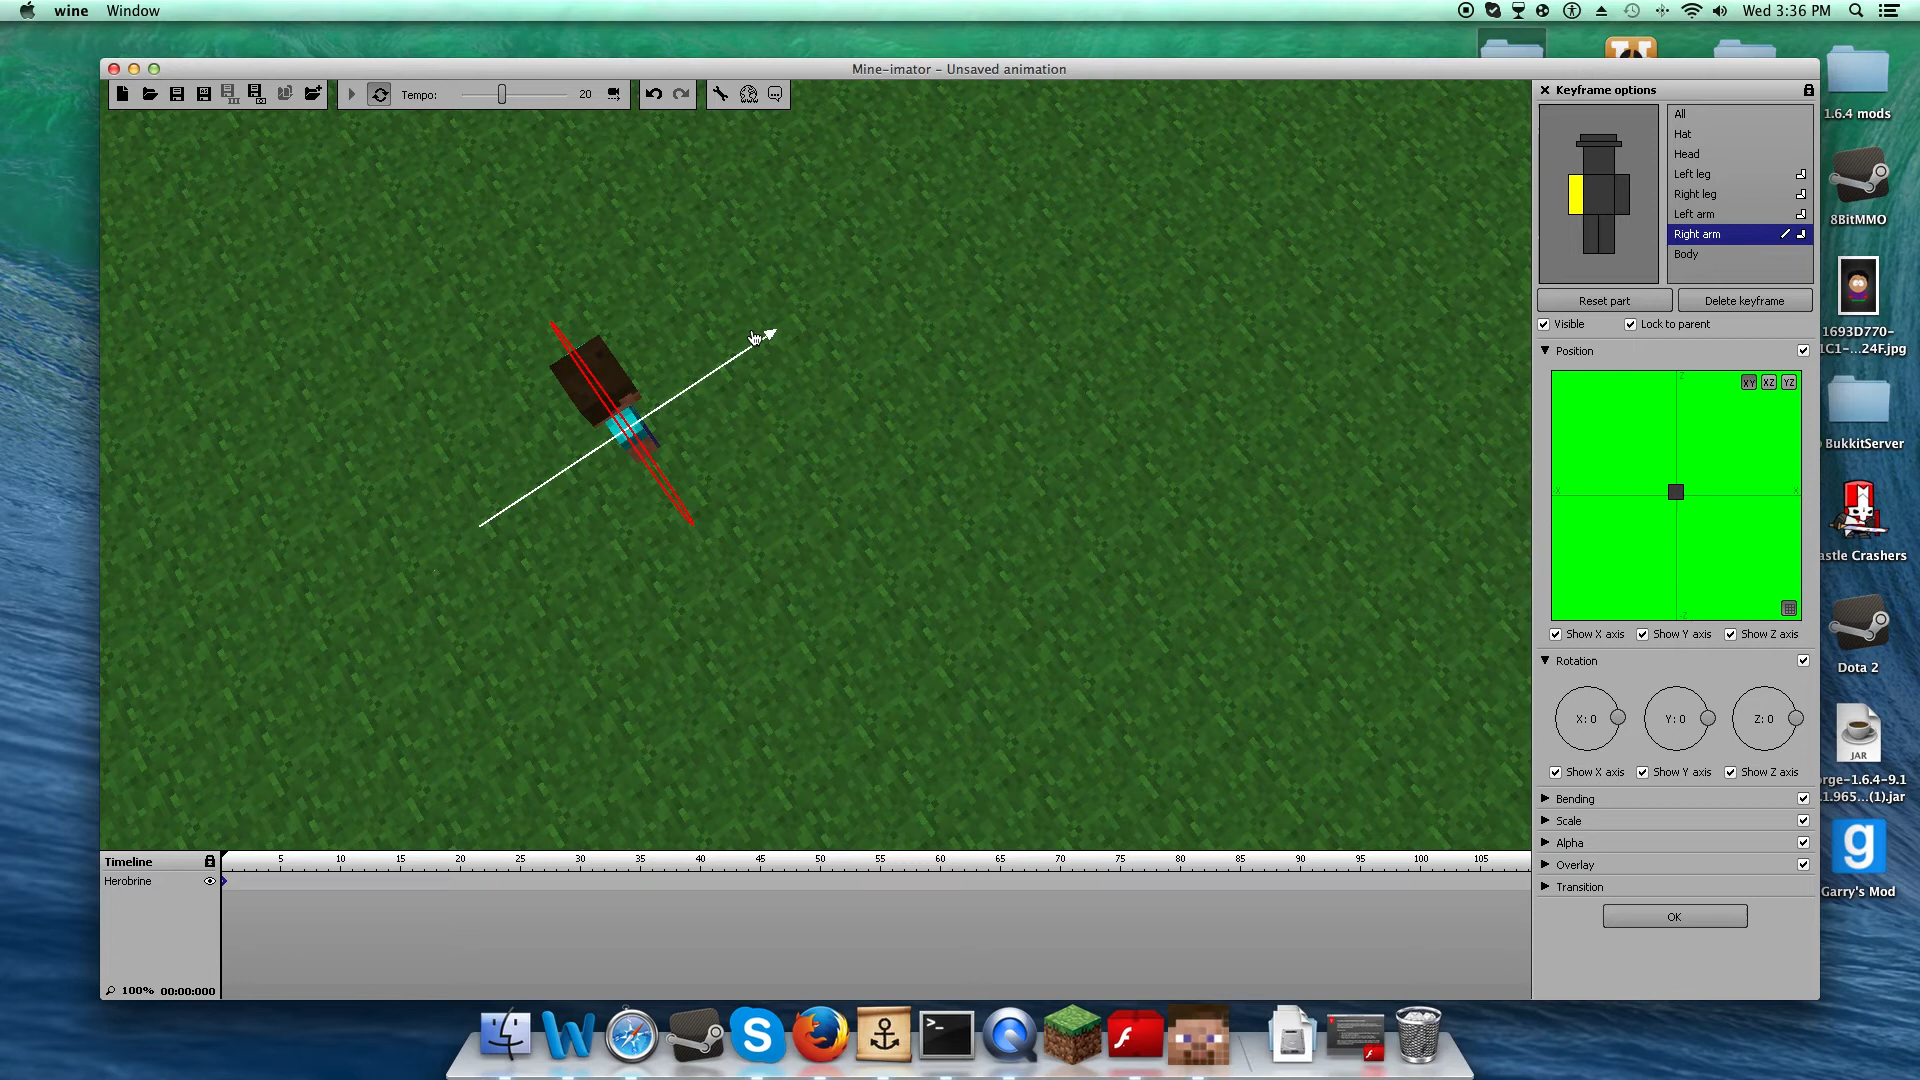 wine Window
Wed 3:36 PM
Mine-imator - Unsaved animation
Tempo: 20
Keyframe options
All
Hat
Head
Left leg
Right leg
Left arm
Right arm
Body
Reset part
Delete keyframe
Visible
Lock to parent
Position
XY XZ YZ
Z
-X X
-Z
Show X axis
Show Y axis
Show Z axis
Rotation
X: 0
Y: 0
Z: 0
Show X axis
Show Y axis
Show Z axis
Bending
Scale
Alpha
Overlay
Transition
OK
Timeline
5 10 15 20 25 30 35 40 45 50 55 60 65 70 75 80 85 90 95 100 105
Herobrine
100% 00:00:000
1.6.4 mods
8BitMMO
1693D770-
1C1-...24F.jpg
BukkitServer
astle Crashers
Dota 2
JAR
orge-1.6.4-9.1
1.965...(1).jar
Garry's Mod